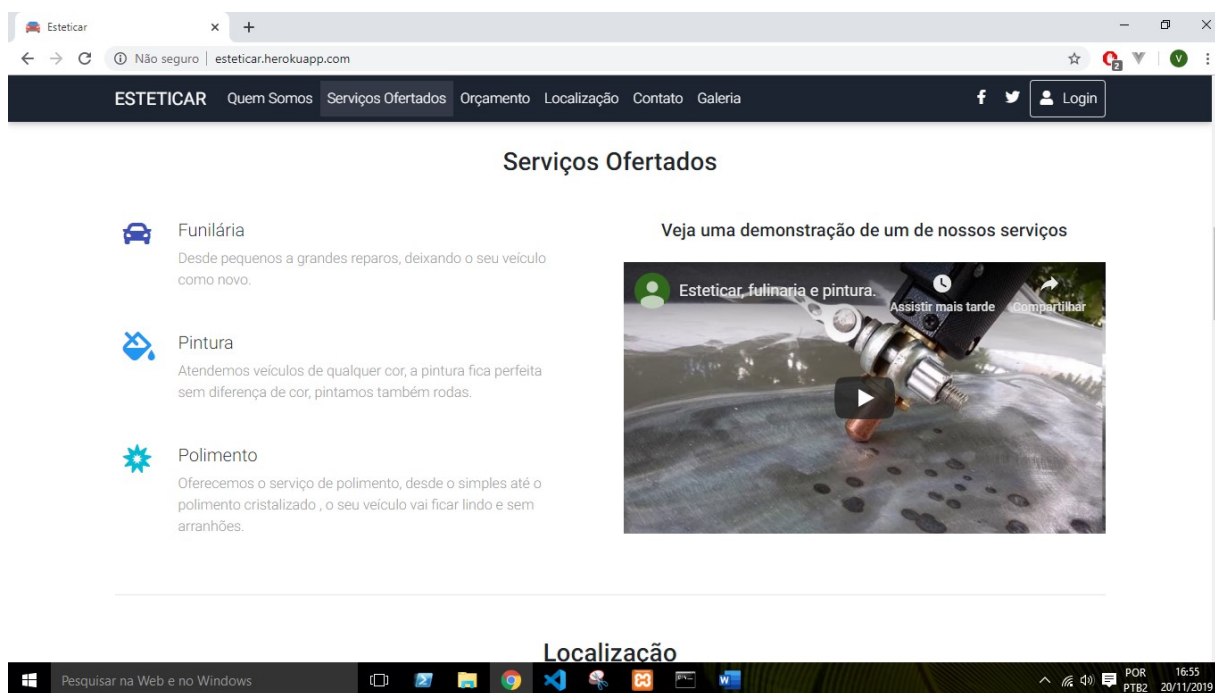 Esteticar
Não seguro | esteticar.herokuapp.com
2
V
ESTETICAR Quem Somos Serviços Ofertados Orçamento Localização Contato Galeria Login
Serviços Ofertados
Funilária
Desde pequenos a grandes reparos, deixando o seu veículo
como novo.
Pintura
Atendemos veículos de qualquer cor, a pintura fica perfeita
sem diferença de cor, pintamos também rodas.
Polimento
Oferecemos o serviço de polimento, desde o simples até o
polimento cristalizado , o seu veículo vai ficar lindo e sem
arranhões.
Veja uma demonstração de um de nossos serviços
Esteticar, fulinaria e pintura.
Assistir mais tarde
Compartilhar
Localização
Pesquisar na Web e no Windows
POR
PTB2
16:55
20/11/2019